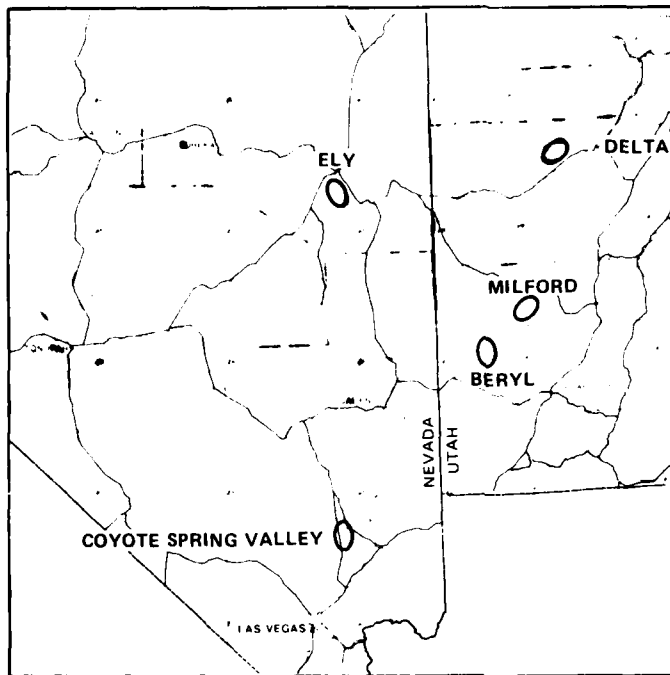 ELY
DELTA
MILFORD
BERYL
NEVADA
UTAH
COYOTE SPRING VALLEY
LAS VEGAS